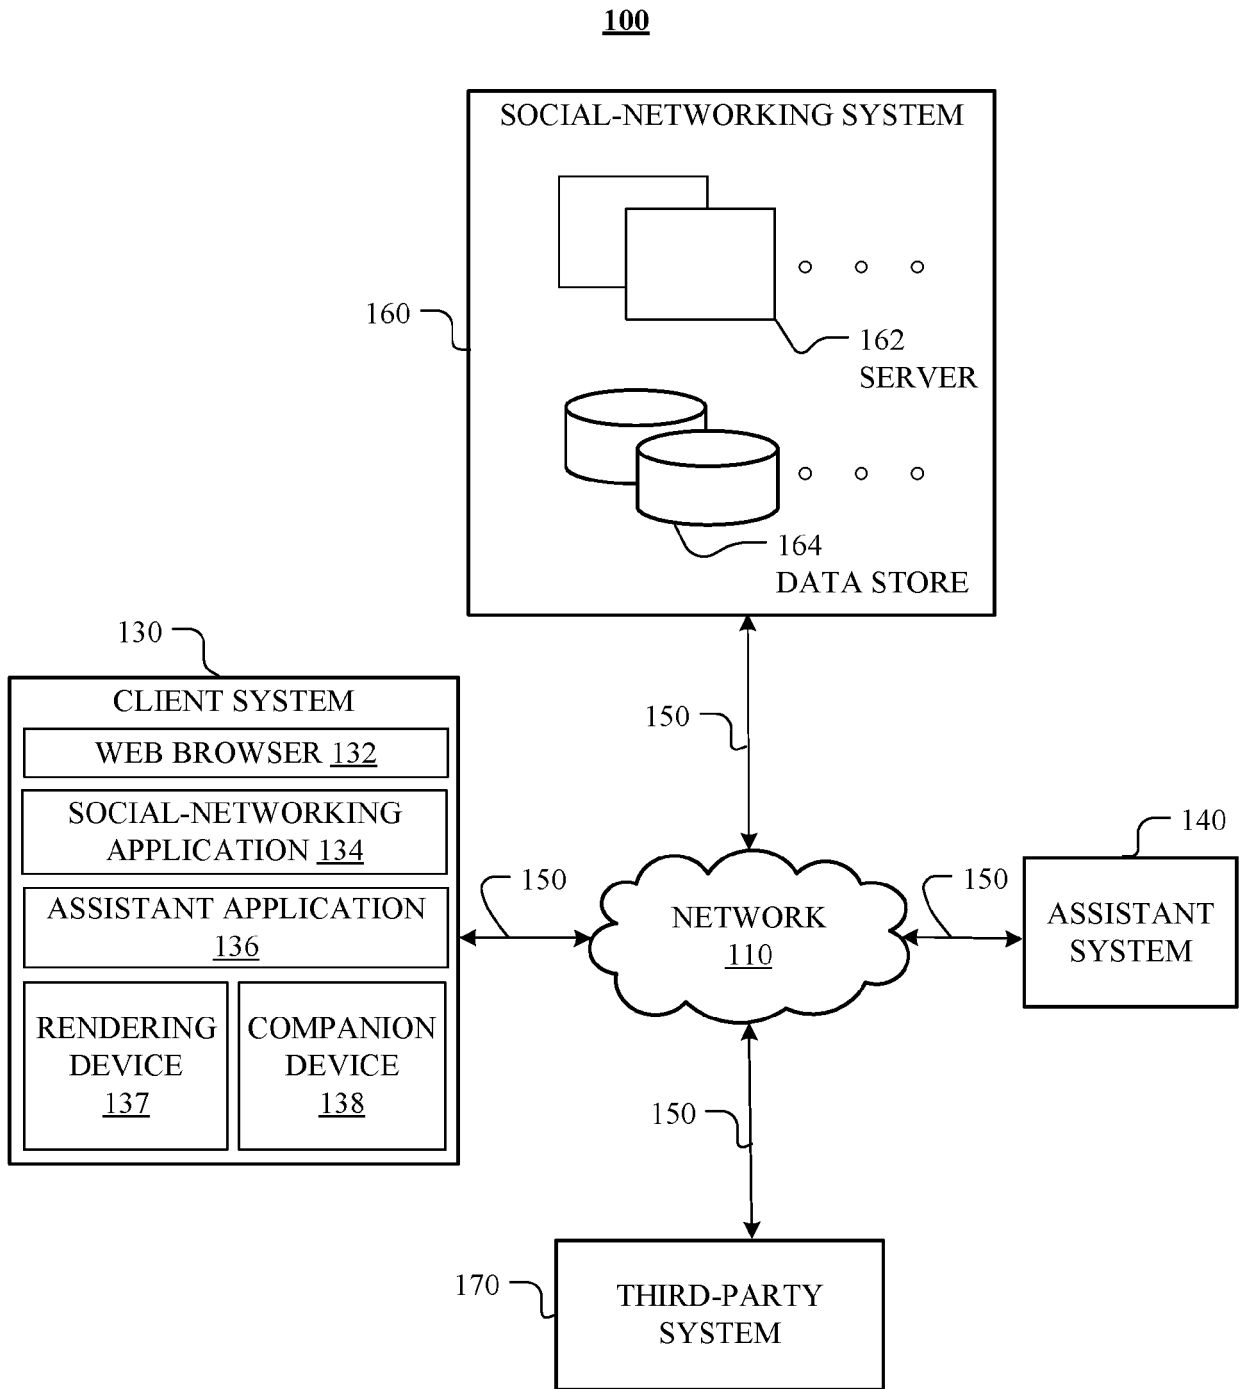 100
SOCIAL-NETWORKING SYSTEM
160
162
SERVER
164
DATA STORE
130
CLIENT SYSTEM
WEB BROWSER 132
SOCIAL-NETWORKING
APPLICATION 134
ASSISTANT APPLICATION
136
RENDERING
DEVICE
137
COMPANION
DEVICE
138
150
150
NETWORK
110
150
140
ASSISTANT
SYSTEM
150
170
THIRD-PARTY
SYSTEM